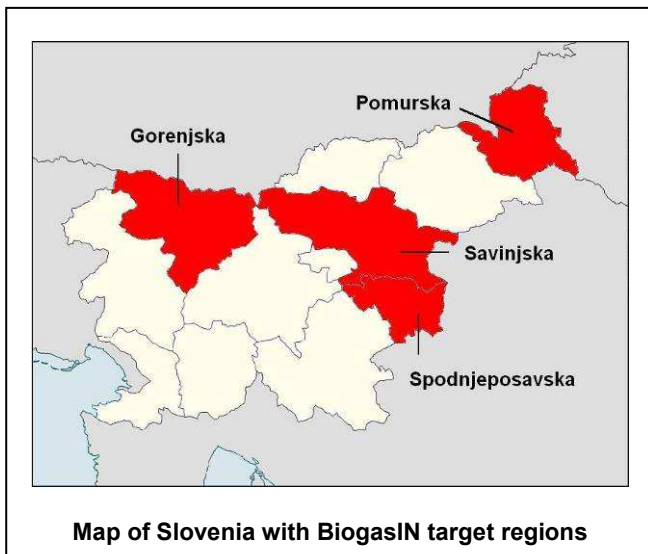 Pomurska
Gorenjska
Savinjska
Spodnjeposavska
Map of Slovenia with BiogasIN target regions